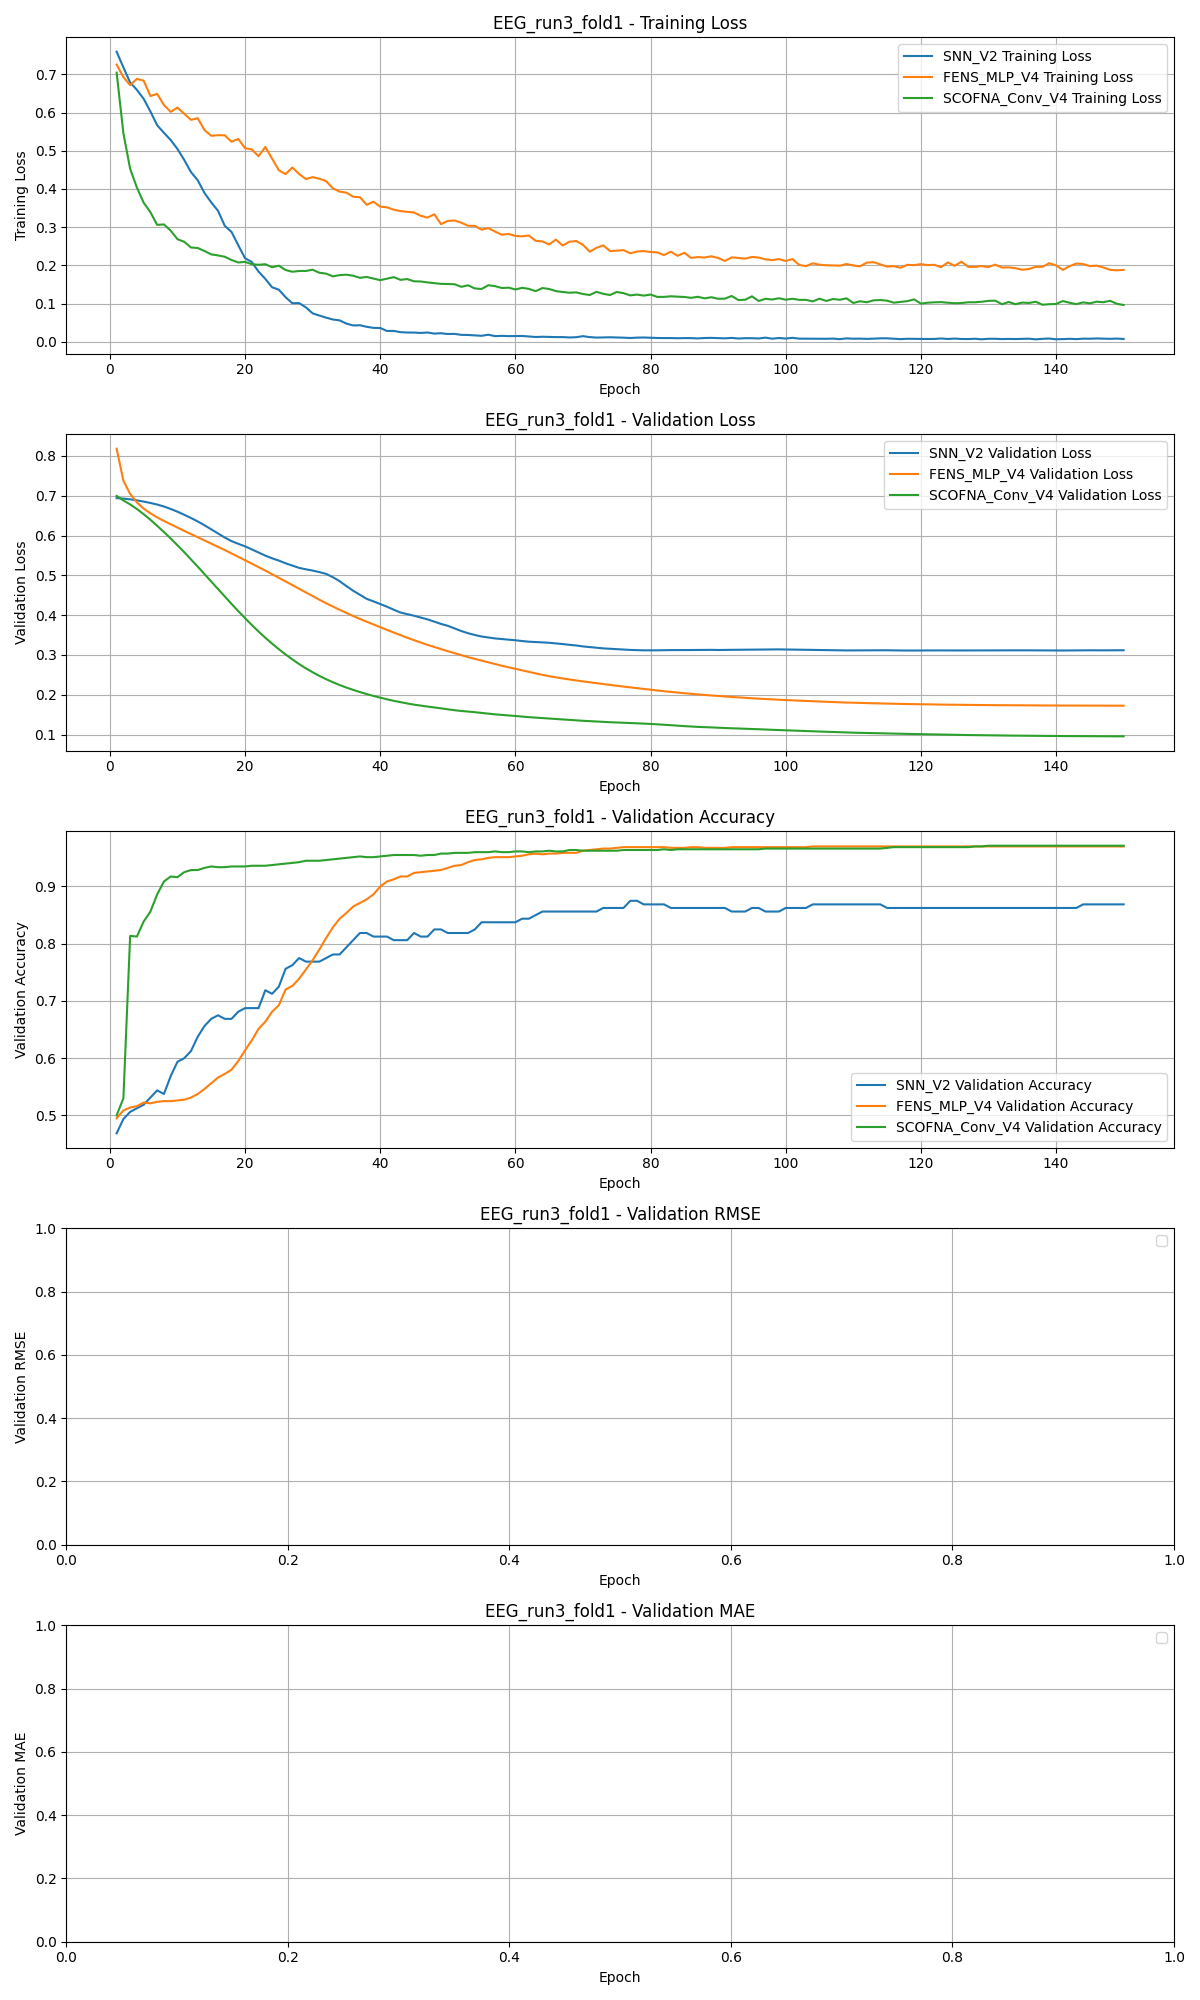 EEG_run3_fold1 - Training Loss
SNN_V2 Training Loss
FENS_MLP_V4 Training Loss
SCOFNA_Conv_V4 Training Loss
Training Loss
0.7
0.6
0.5
0.4
0.3
0.2
0.1
0.0
0 20 40 60 80 100 120 140
Epoch
EEG_run3_fold1 - Validation Loss
SNN_V2 Validation Loss
FENS_MLP_V4 Validation Loss
SCOFNA_Conv_V4 Validation Loss
Validation Loss
0.8
0.7
0.6
0.5
0.4
0.3
0.2
0.1
0 20 40 60 80 100 120 140
Epoch
EEG_run3_fold1 - Validation Accuracy
Validation Accuracy
0.9
0.8
0.7
0.6
0.5
SNN_V2 Validation Accuracy
FENS_MLP_V4 Validation Accuracy
SCOFNA_Conv_V4 Validation Accuracy
0 20 40 60 80 100 120 140
Epoch
EEG_run3_fold1 - Validation RMSE
Validation RMSE
1.0
0.8
0.6
0.4
0.2
0.0
0.0 0.2 0.4 0.6 0.8 1.0
Epoch
EEG_run3_fold1 - Validation MAE
Validation MAE
1.0
0.8
0.6
0.4
0.2
0.0
0.0 0.2 0.4 0.6 0.8 1.0
Epoch